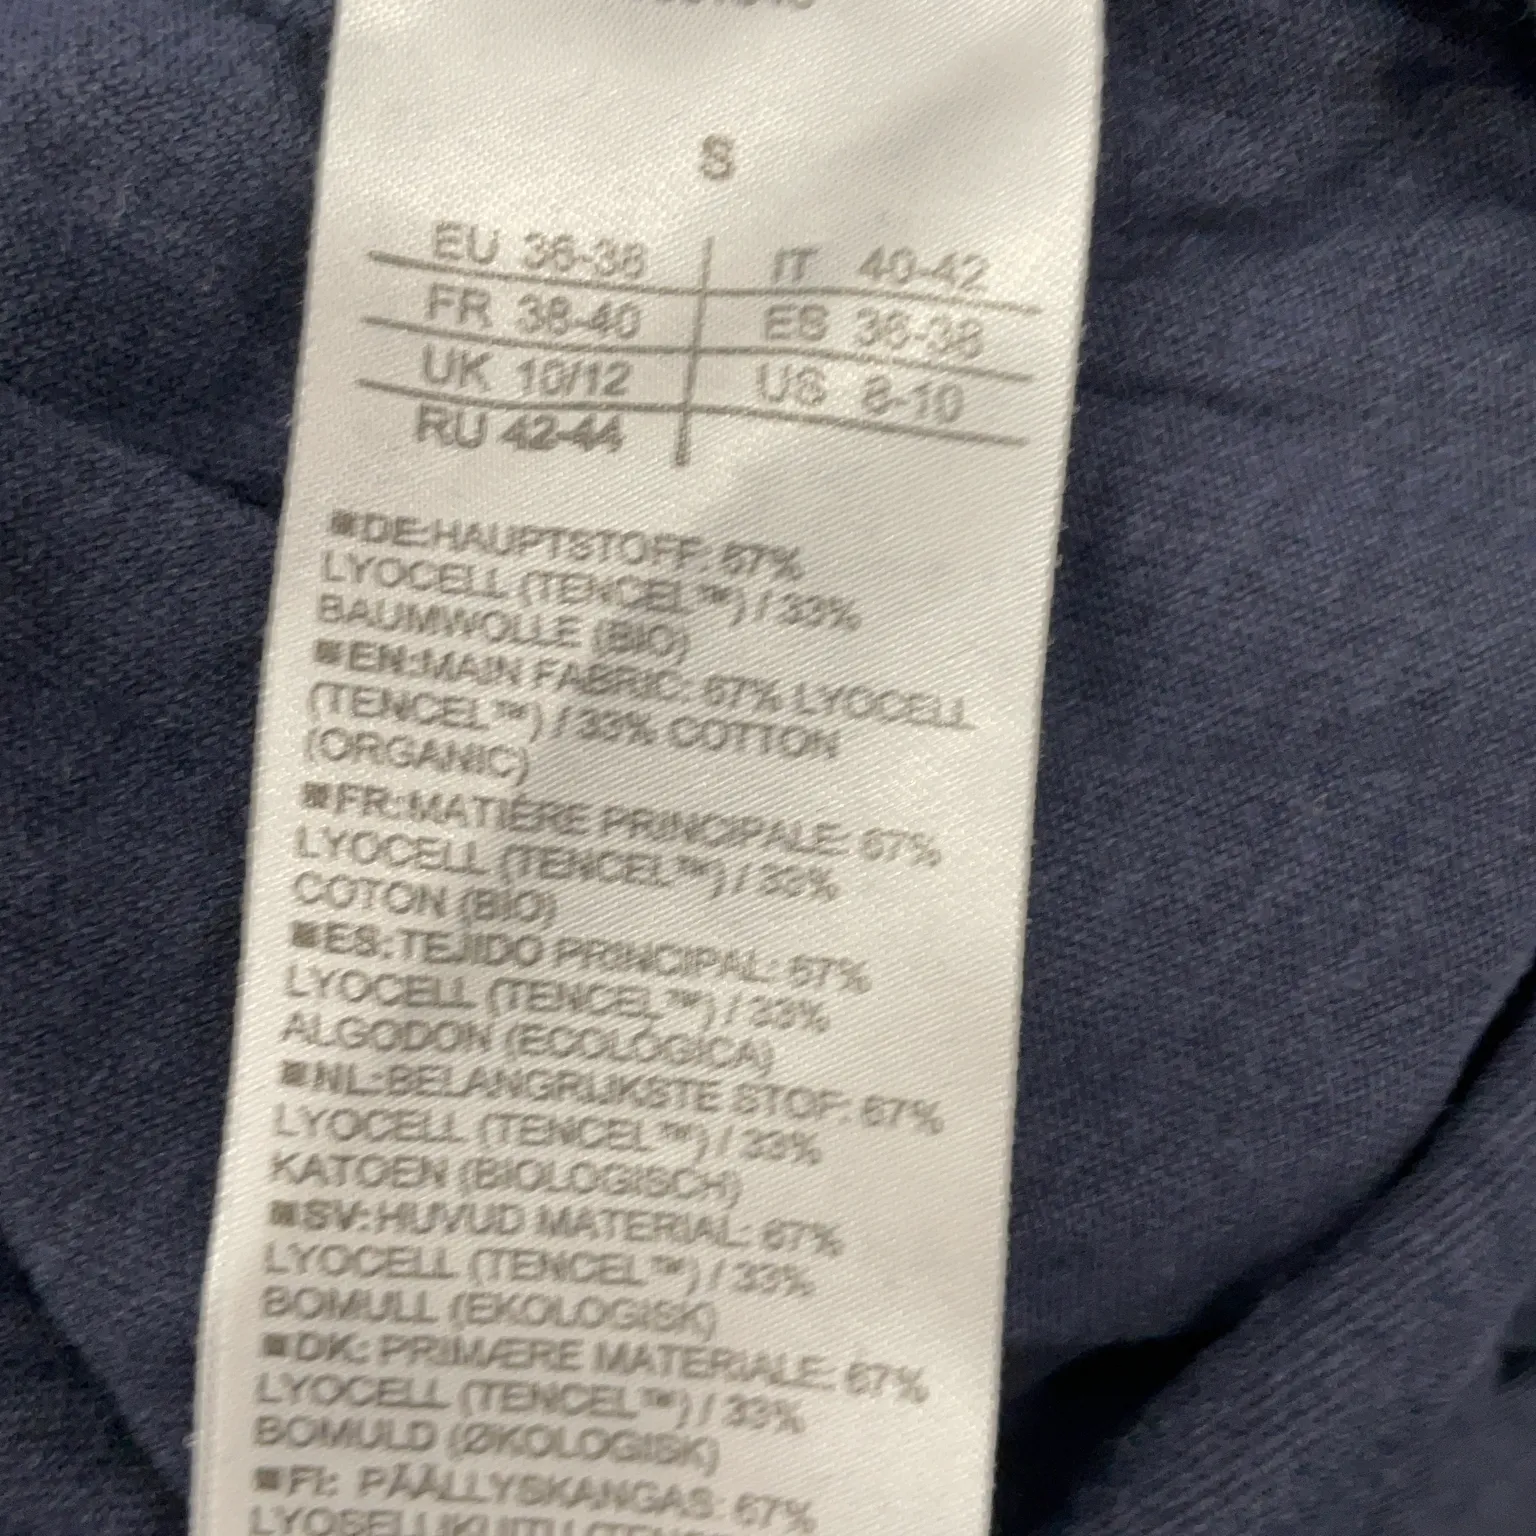 S
EU 36-38 IT 40-42
FR 38-40 ES 36-38
UK 10/12 US 8-10
RU 42-44
■DE:HAUPTSTOFF: 67%
LYOCELL (TENCEL™) / 33%
BAUMWOLLE (BIO)
■EN:MAIN FABRIC: 67% LYOCELL
(TENCEL™) / 33% COTTON
(ORGANIC)
■FR:MATIÈRE PRINCIPALE: 67%
LYOCELL (TENCEL™) / 33%
COTON (BIO)
■ES:TEJIDO PRINCIPAL: 67%
LYOCELL (TENCEL™) / 33%
ALGODON (ECOLÓGICA)
■NL:BELANGRIJKSTE STOF: 67%
LYOCELL (TENCEL™) / 33%
KATOEN (BIOLOGISCH)
■SV:HUVUD MATERIAL: 67%
LYOCELL (TENCEL™) / 33%
BOMULL (EKOLOGISK)
■DK: PRIMÆRE MATERIALE: 67%
LYOCELL (TENCEL™) / 33%
BOMULD (ØKOLOGISK)
■FI: PÄÄLLYSKANGAS: 67%